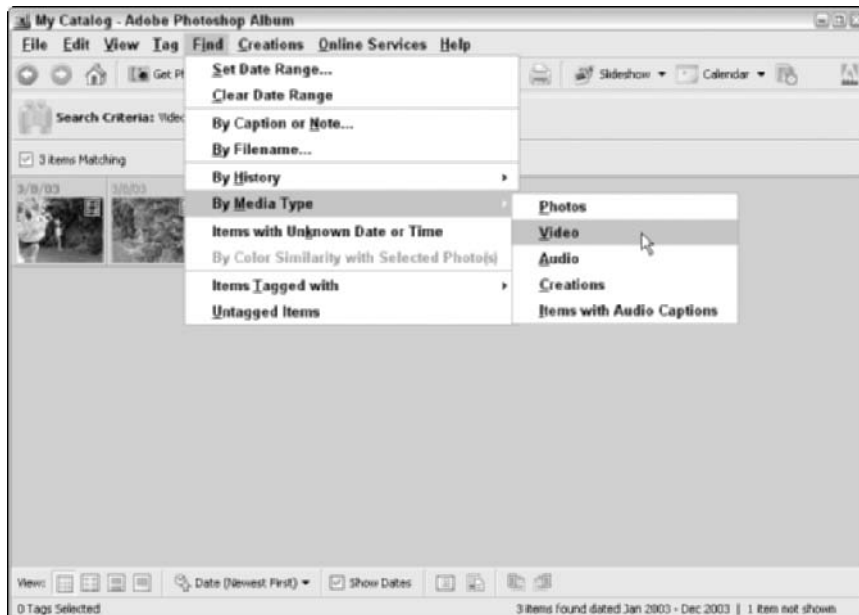 My Catalog - Adobe Photoshop Album
File Edit View Tag Find Creations Online Services Help
Get Slideshow Calendar
Search Criteria:
3 items Matching
3/8/03 3/8/03
Set Date Range...
Clear Date Range
By Caption or Note...
By Filename...
By History
By Media Type
Items with Unknown Date or Time
By Color Similarity with Selected Photo(s)
Items Tagged with
Untagged Items
Photos
Video
Audio
Creations
Items with Audio Captions
View: Date (Newest First) Show Dates
0 Tags Selected 3 items found dated Jan 2003 - Dec 2003 | 1 item not shown